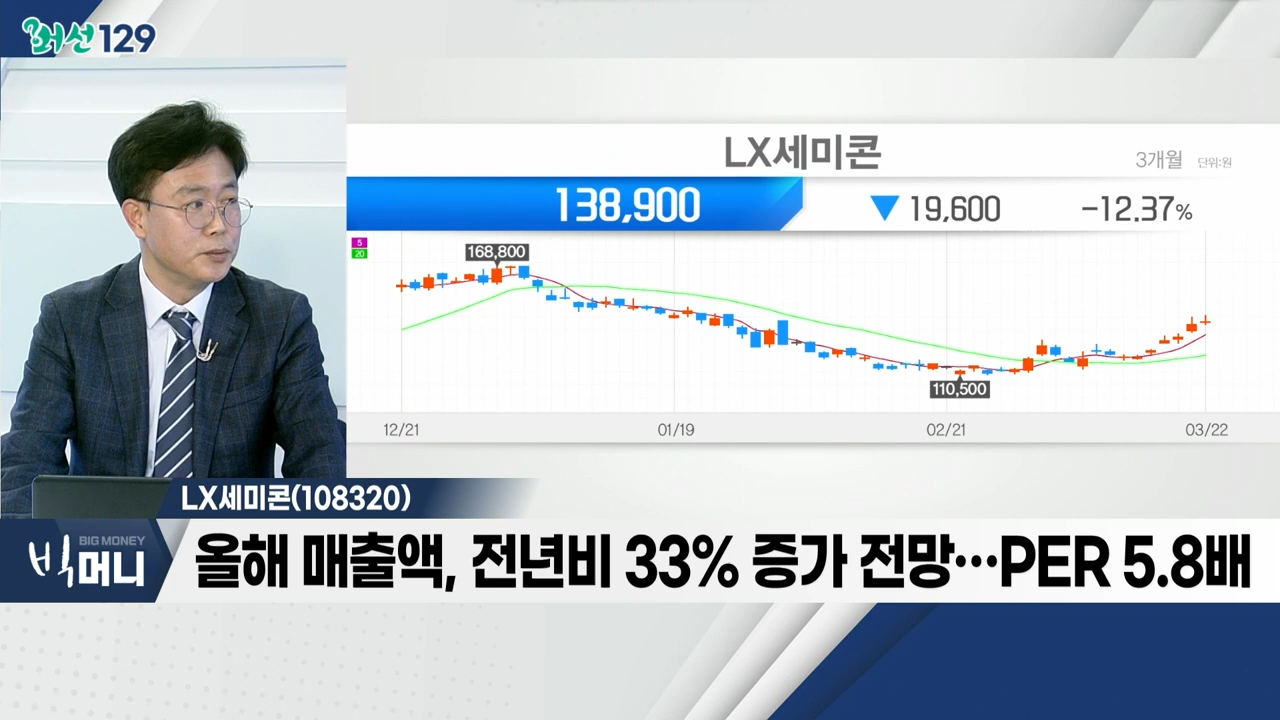 머선129
LX세미콘
3개월 단위:원
138,900 ▼19,600 -12.37%
5
20
168,800
110,500
12/21 01/19 02/21 03/22
LX세미콘(108320)
BIG MONEY
빅머니
올해 매출액, 전년비 33% 증가 전망…PER 5.8배